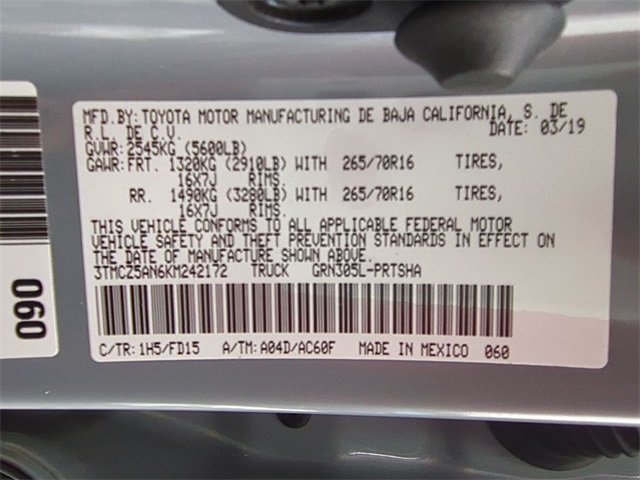 MFD.BY: TOYOTA MOTOR MANUFACTURING DE BAJA CALIFORNIA, S. DE
R.L. DE C.V. DATE: 03/19
GVWR: 2545KG (5600LB)
GAWR: FRT. 1320KG (2910LB) WITH 265/70R16 TIRES,
16X7J RIMS.
RR. 1490KG (3280LB) WITH 265/70R16 TIRES,
16X7J RIMS.
THIS VEHICLE CONFORMS TO ALL APPLICABLE FEDERAL MOTOR
VEHICLE SAFETY AND THEFT PREVENTION STANDARDS IN EFFECT ON
THE DATE OF MANUFACTURE SHOWN ABOVE.
3TMCZ5AN6KM242172 TRUCK GRN305L-PRTSHA
C/TR: 1H5/FD15 A/TM: A04D/AC60F MADE IN MEXICO 060
090